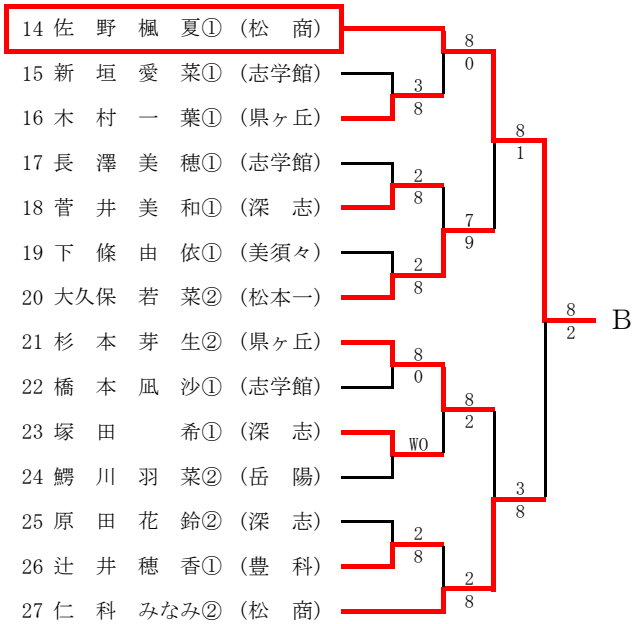 14 佐 野 楓 夏① (松 商)
8
0
15 新 垣 愛 菜① (志学館)
3
8
16 木 村 一 葉① (県ヶ丘)
8
1
17 長 澤 美 穂① (志学館)
2
8
18 菅 井 美 和① (深 志)
7
9
19 下 條 由 依① (美須々)
2
8
20 大久保 若 菜② (松本一)
8
2
B
21 杉 本 芽 生② (県ヶ丘)
8
0
22 橋 本 凪 沙① (志学館)
8
2
23 塚 田 希① (深 志)
WO
24 鰐 川 羽 菜② (岳 陽)
3
8
25 原 田 花 鈴② (深 志)
2
8
26 辻 井 穂 香① (豊 科)
2
8
27 仁 科 みなみ② (松 商)